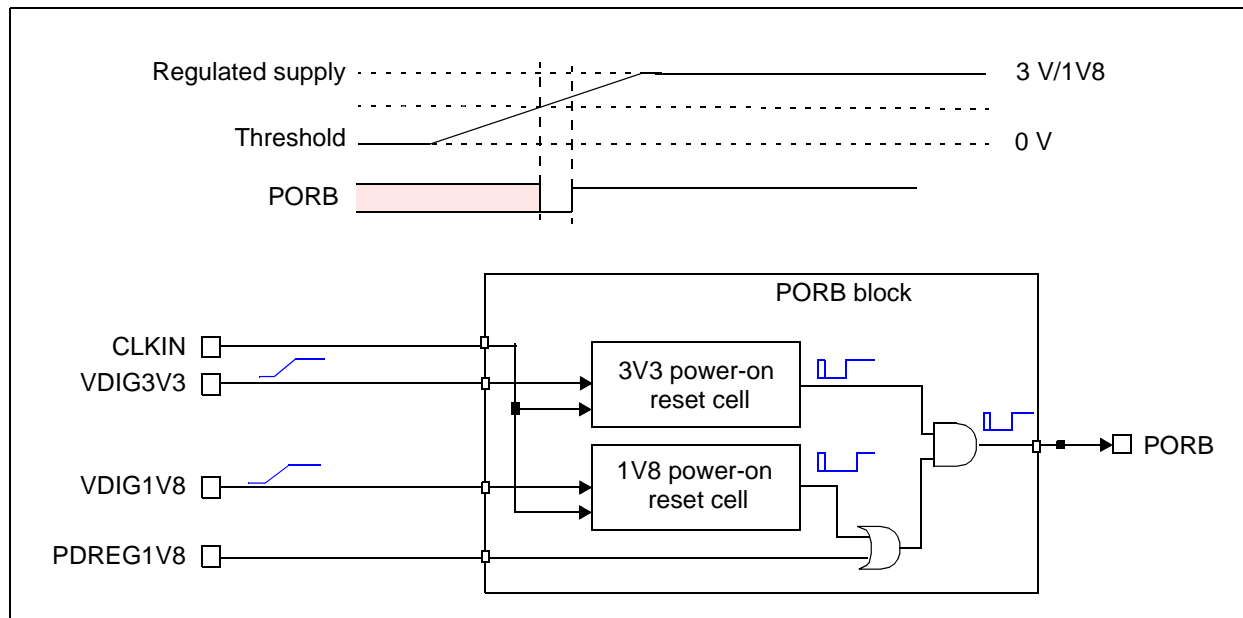 Regulated supply
3 V/1V8
Threshold
0 V
PORB
PORB block
CLKIN
VDIG3V3
3V3 power-on
reset cell
PORB
VDIG1V8
1V8 power-on
reset cell
PDREG1V8